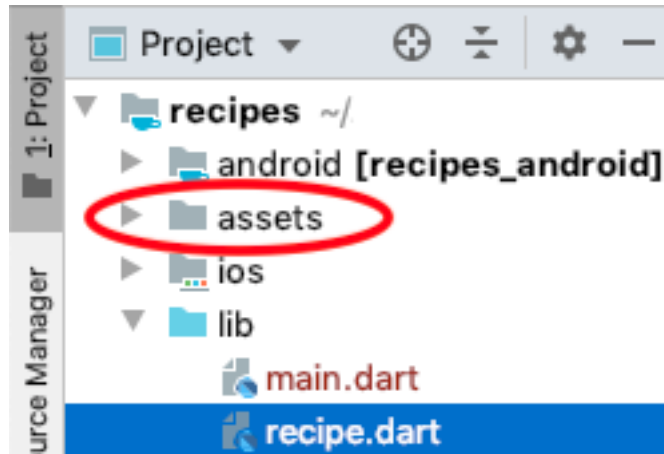 1: Project
urce Manager
Project
recipes ~/
android [recipes_android]
assets
ios
lib
main.dart
recipe.dart